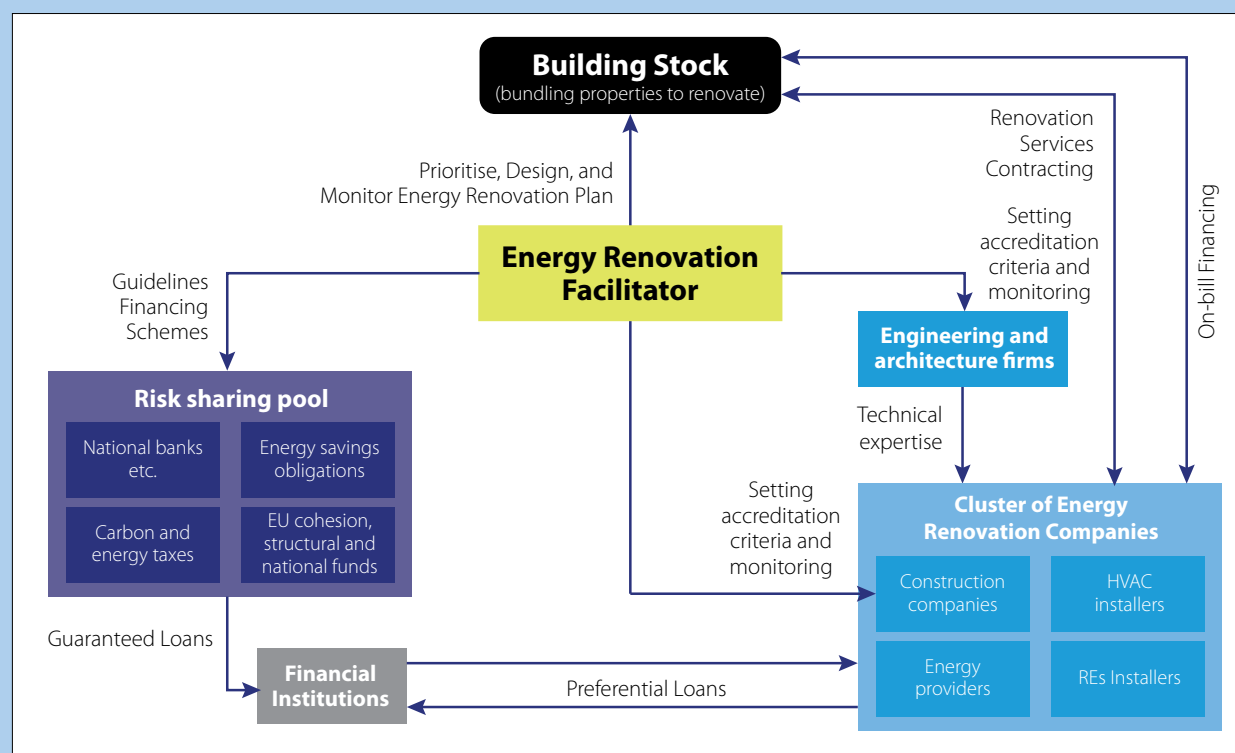 Building Stock
(bundling properties to renovate)
Prioritise, Design, and
Monitor Energy Renovation Plan
Renovation
Services
Contracting
On-bill Financing
Energy Renovation
Facilitator
Guidelines
Financing
Schemes
Setting
accreditation
criteria and
monitoring
Engineering and
architecture firms
Technical
expertise
Risk sharing pool
National banks
etc.
Energy savings
obligations
Carbon and
energy taxes
EU cohesion,
structural and
national funds
Setting
accreditation
criteria and
monitoring
Cluster of Energy
Renovation Companies
Construction
companies
HVAC
installers
Energy
providers
REs Installers
Guaranteed Loans
Financial
Institutions
Preferential Loans